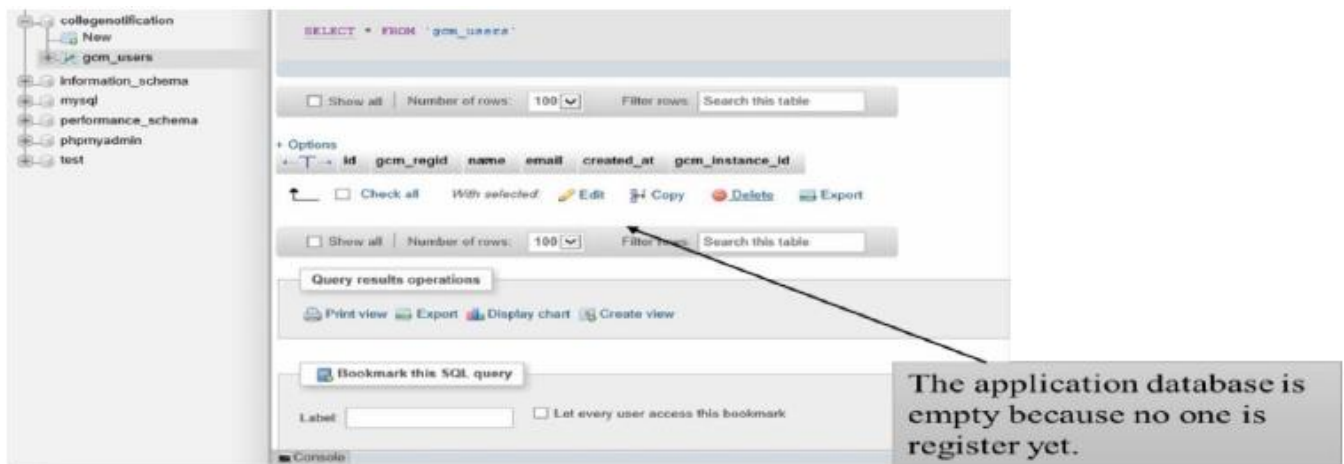 collegenotification
New
gcm_users
information_schema
mysql
performance_schema
phpmyadmin
test
SELECT * FROM `gcm_users`
Show all | Number of rows: 100 Filter rows: Search this table
+ Options
←T→ id gcm_regid name email created_at gcm_instance_id
Check all With selected: Edit Copy Delete Export
Show all | Number of rows: 100 Filter rows: Search this table
Query results operations
Print view Export Display chart Create view
Bookmark this SQL query
Label: Let every user access this bookmark
Console
The application database is
empty because no one is
register yet.